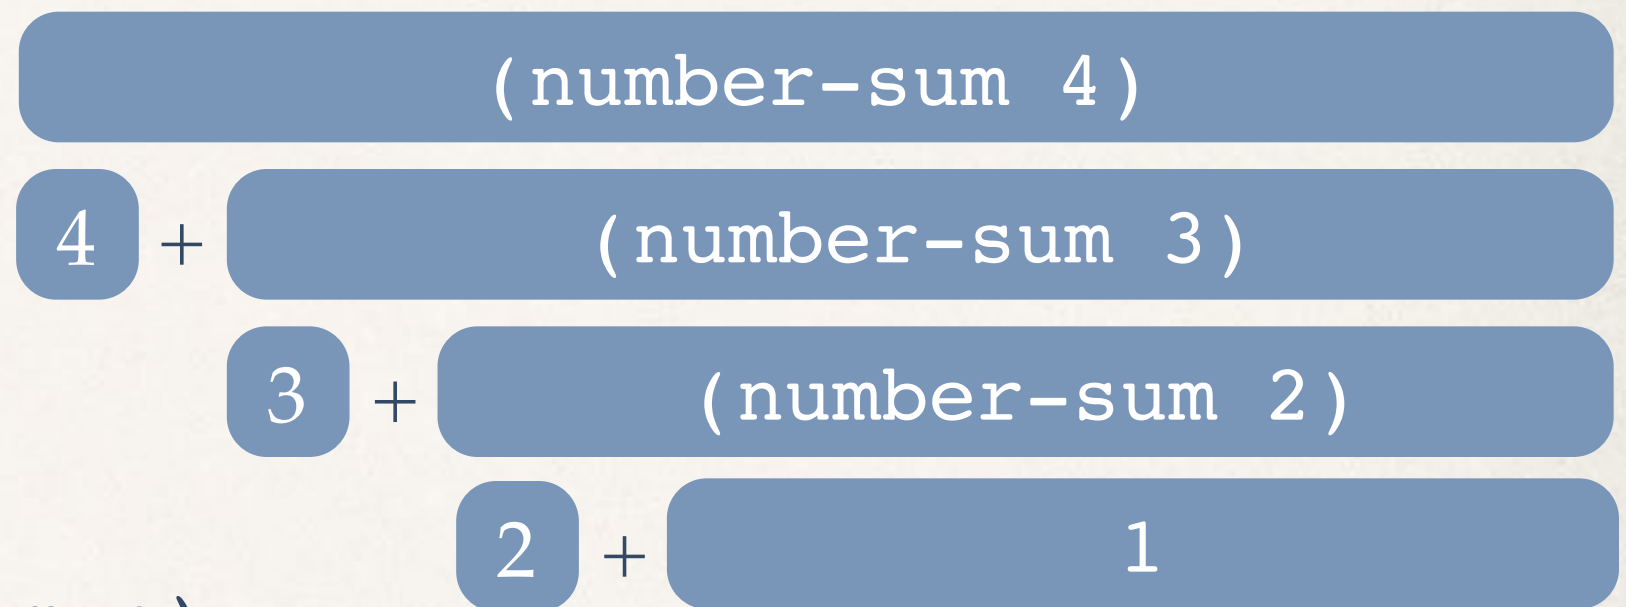 (number-sum 4)
4 + (number-sum 3)
3 + (number-sum 2)
2 + 1